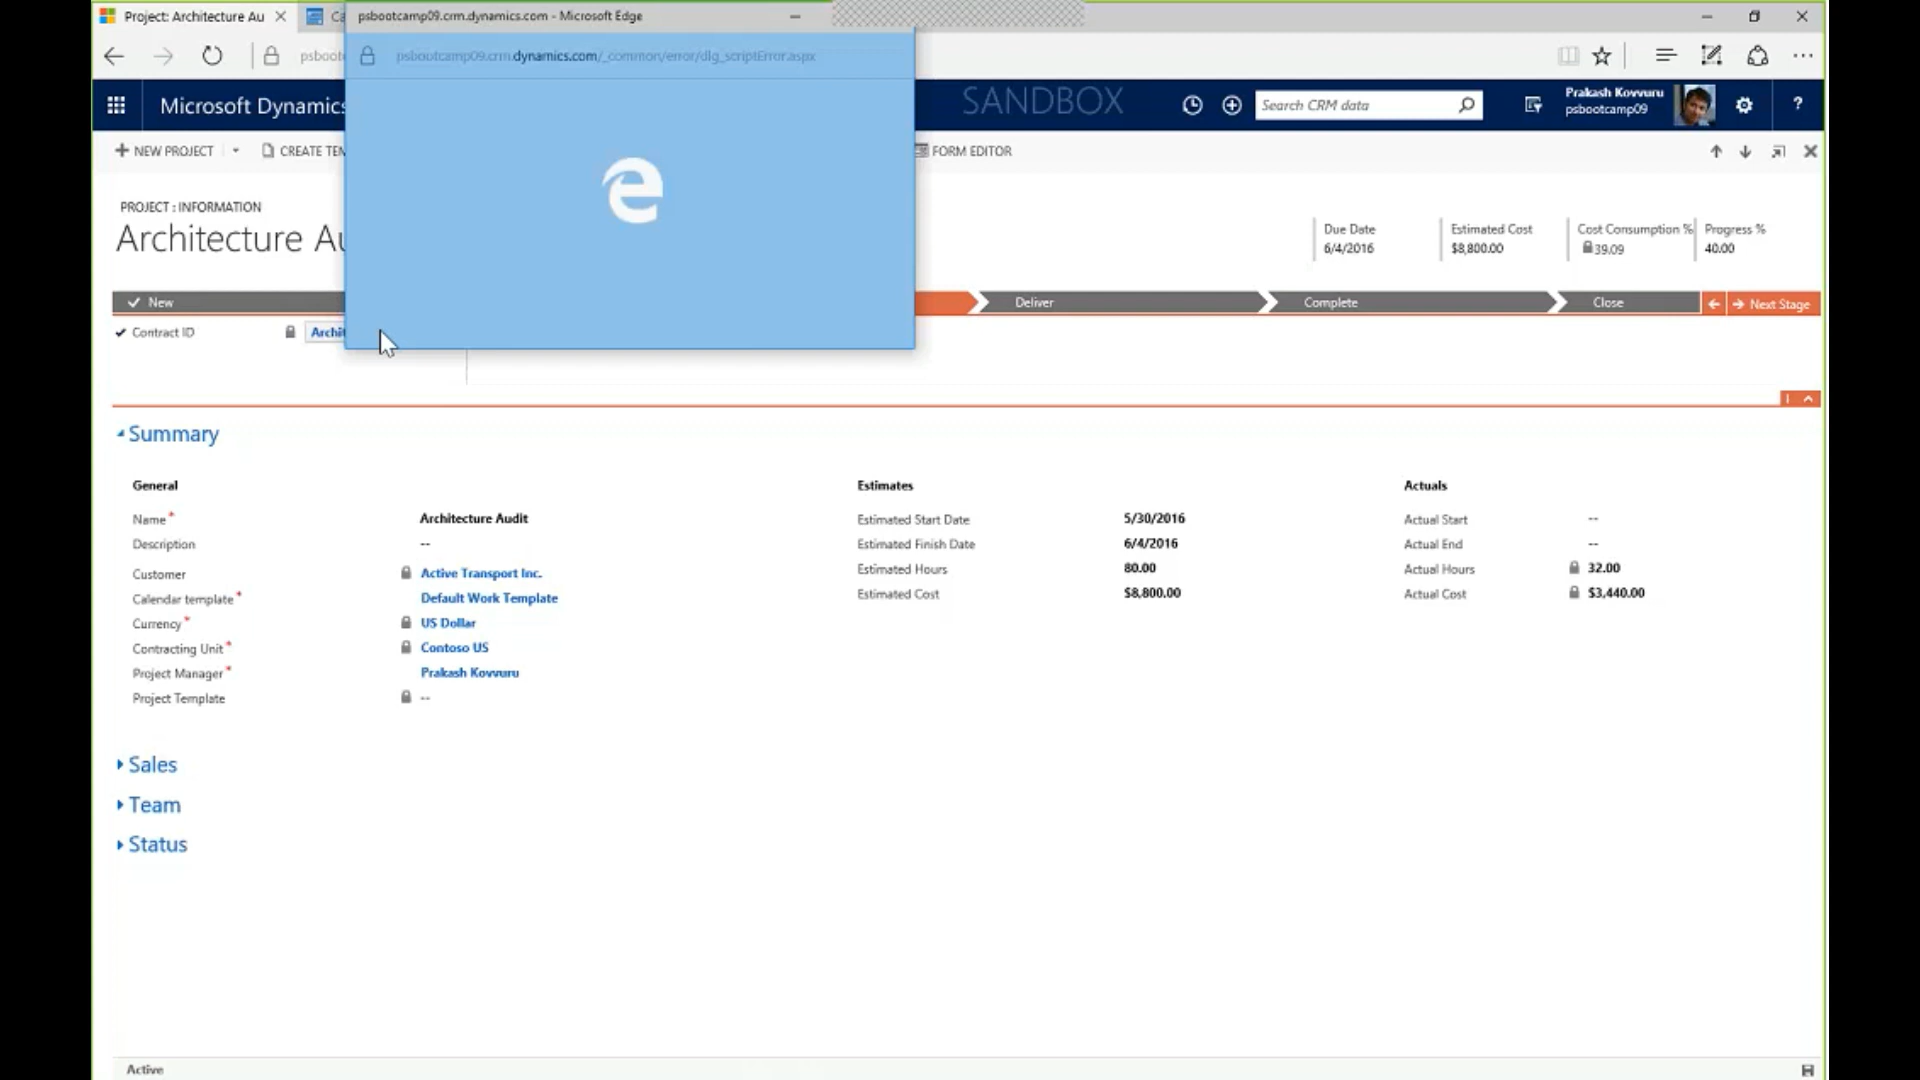 Project: Architecture Au
Ca
psbootcamp09.crm.dynamics.com - Microsoft Edge
psboot
psbootcamp09.crm.dynamics.com/_common/error/dlg_scriptError.aspx
Microsoft Dynamics
SANDBOX
Search CRM data
Prakash Kovvuru
psbootcamp09
?
NEW PROJECT
CREATE TEM
FORM EDITOR
PROJECT : INFORMATION
Architecture Au
Due Date
6/4/2016
Estimated Cost
$8,800.00
Cost Consumption %
39.09
Progress %
40.00
New
Deliver
Complete
Close
Next Stage
Contract ID
Archit
Summary
General
Name*
Architecture Audit
Description
--
Customer
Active Transport Inc.
Calendar template*
Default Work Template
Currency*
US Dollar
Contracting Unit*
Contoso US
Project Manager*
Prakash Kovvuru
Project Template
--
Estimates
Estimated Start Date
5/30/2016
Estimated Finish Date
6/4/2016
Estimated Hours
80.00
Estimated Cost
$8,800.00
Actuals
Actual Start
--
Actual End
--
Actual Hours
32.00
Actual Cost
$3,440.00
Sales
Team
Status
Active